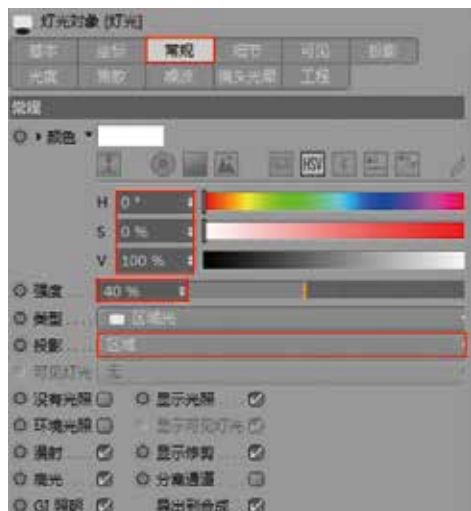 灯光对象 [灯光]
基本 坐标 常规 细节 可见 投影
光度 焦散 噪波 镜头光晕 工程
常规
颜色
HSV
H 0°
S 0%
V 100%
强度 40%
类型 区域光
投影 区域
可见灯光 无
没有光照 显示光照
环境光照 显示可见灯光
漫射 显示修剪
高光 分离通道
GI 照明 导出到合成